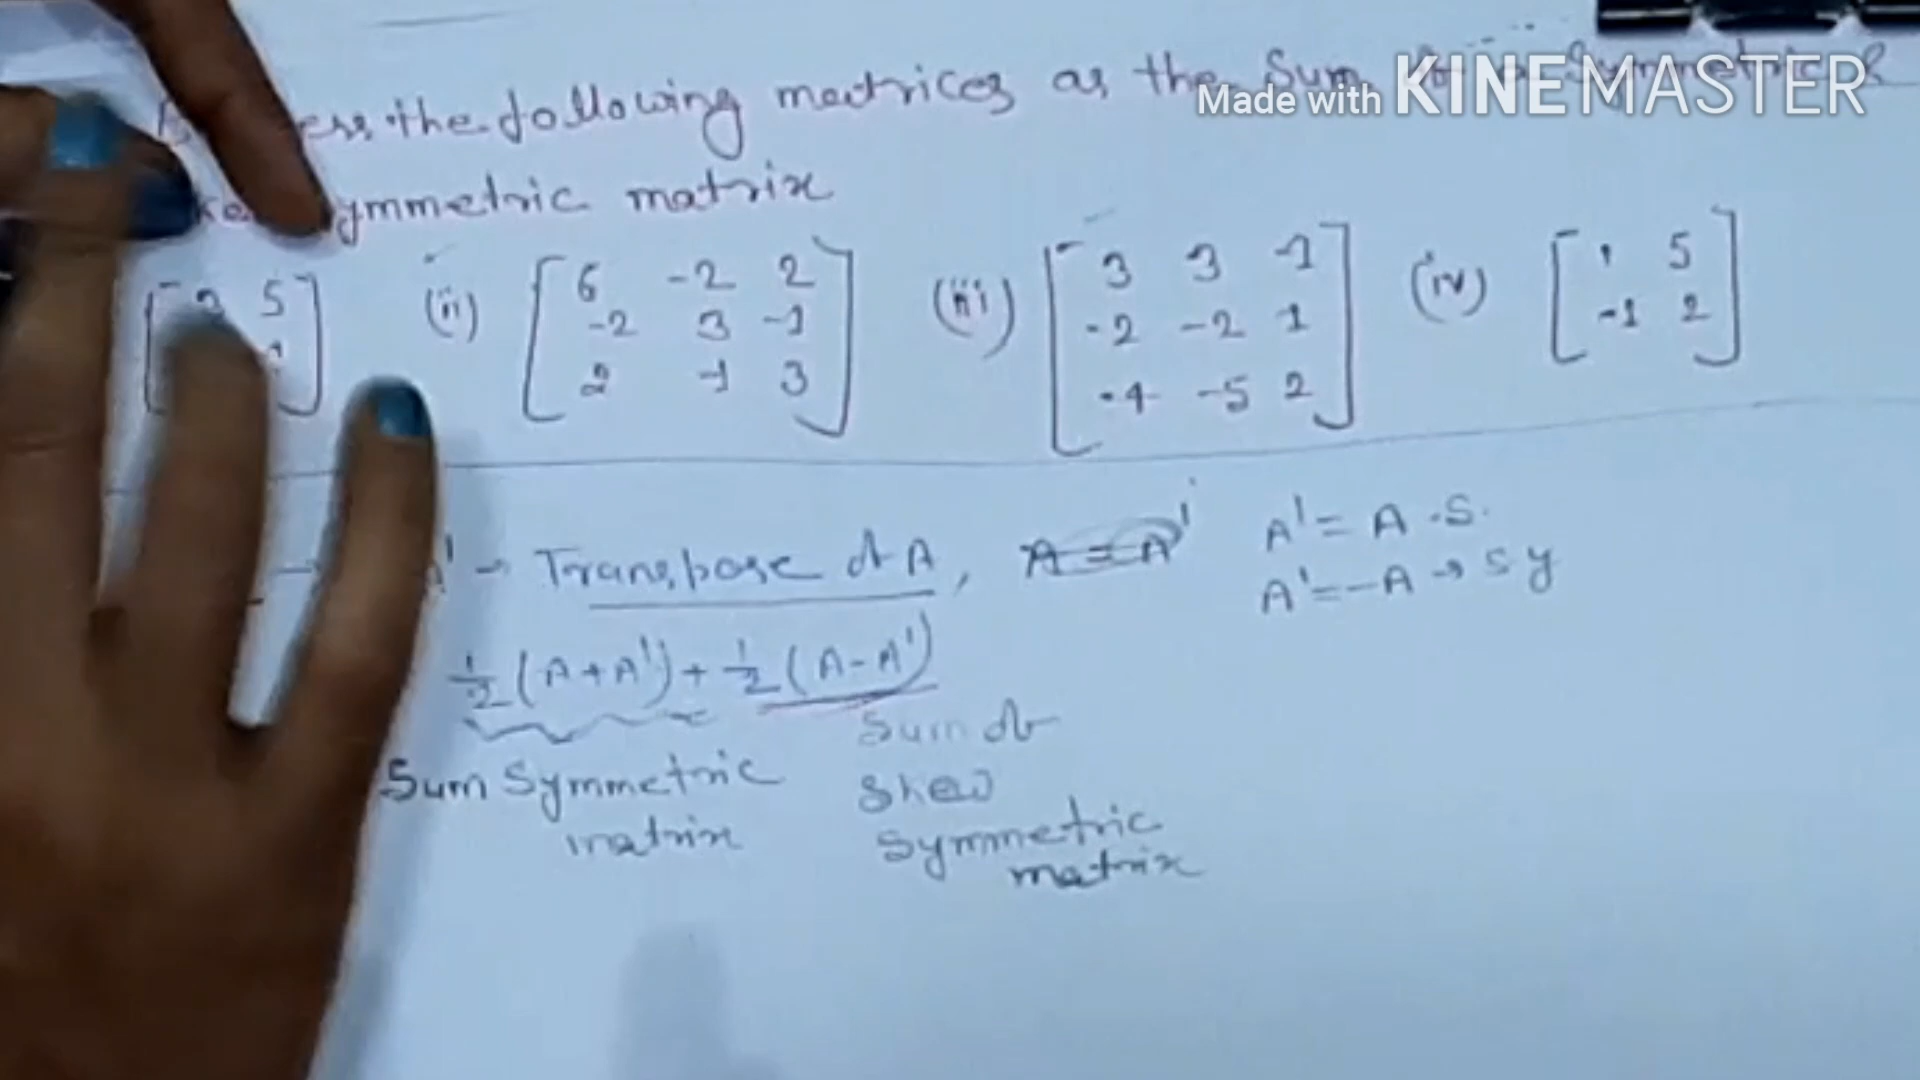 the following matrices as the Sum
symmetric matrix
Made with KINEMASTER
5
(ii) [ 6 -2 2
-2 3 -1
2 -1 3 ]
(iii) [ 3 3 -1
-2 -2 1
-4 -5 2 ]
(iv) [ 1 5
-1 2 ]
' → Transpose of A, A = A'
A' = A .S.
A' = -A → sy
1/2 (A+A') + 1/2 (A-A')
Sum Symmetric
matrix
Sum of
Skew
Symmetric
matrix